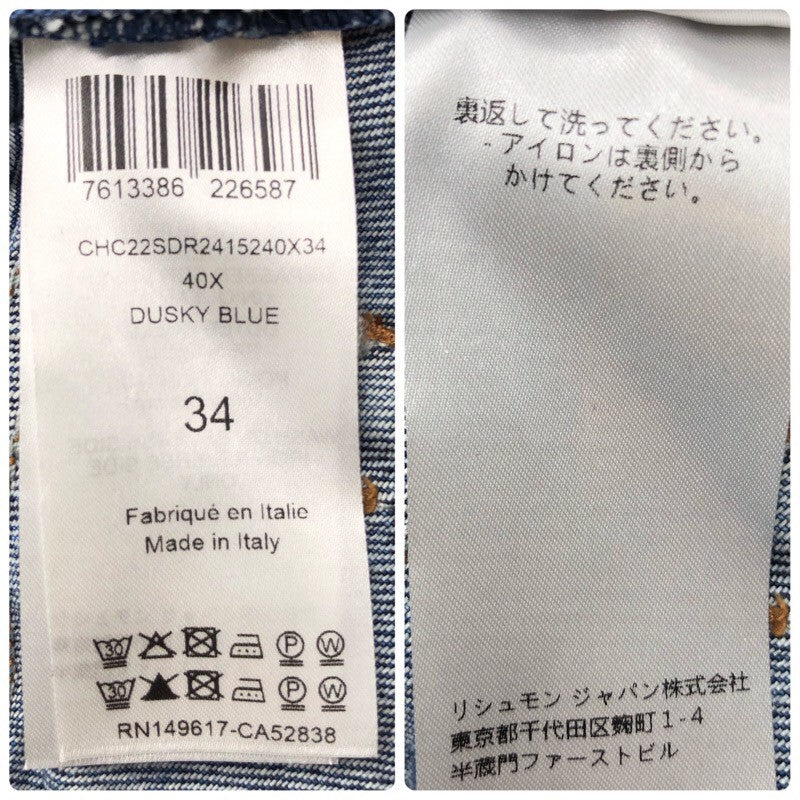 7613386 226587
CHC22SDR2415240X34
40X
DUSKY BLUE
34
Fabriqué en Italie
Made in Italy
30 P W
30 P W
RN149617-CA52838
裏返して洗ってください。
・アイロンは裏側から
かけてください。
リシュモン ジャパン株式会社
東京都千代田区麹町1-4
半蔵門ファーストビル